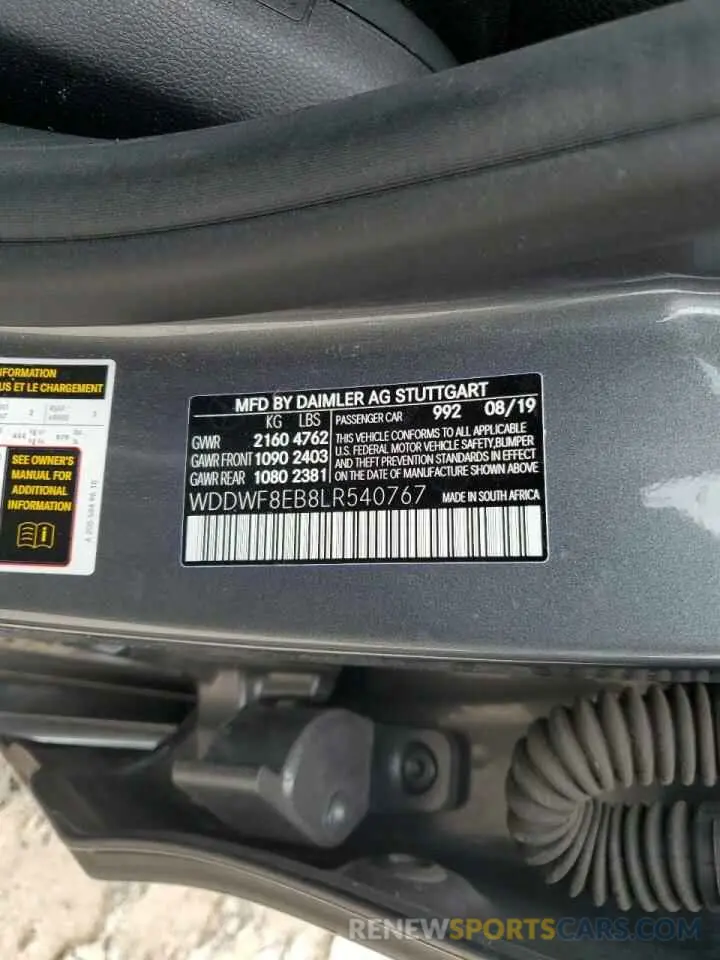 MFD BY DAIMLER AG STUTTGART
KG LBS
GVWR 2160 4762
GAWR FRONT 1090 2403
GAWR REAR 1080 2381
PASSENGER CAR 992 08/19
THIS VEHICLE CONFORMS TO ALL APPLICABLE
U.S. FEDERAL MOTOR VEHICLE SAFETY,BUMPER
AND THEFT PREVENTION STANDARDS IN EFFECT
ON THE DATE OF MANUFACTURE SHOWN ABOVE
WDDWF8EB8LR540767 MADE IN SOUTH AFRICA
US ET LE CHARGEMENT
SEE OWNER'S
MANUAL FOR
ADDITIONAL
INFORMATION
RENEWSPORTSCARS.COM